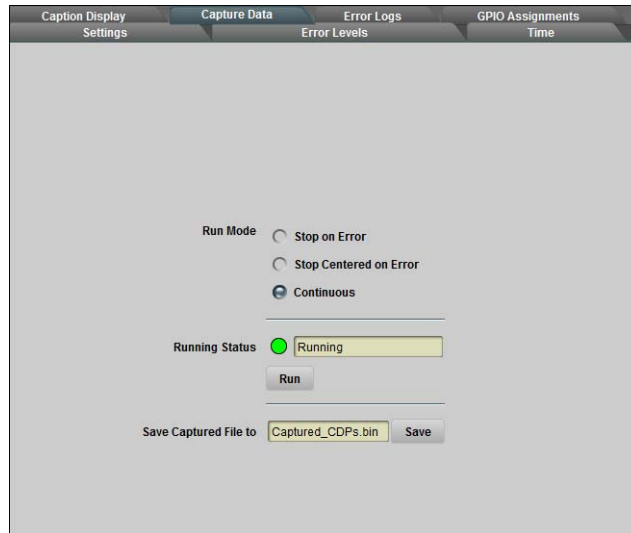 Caption Display Capture Data Error Logs GPIO Assignments
Settings Error Levels Time
Run Mode Stop on Error
Stop Centered on Error
Continuous
Running Status Running
Run
Save Captured File to Captured_CDPs.bin Save